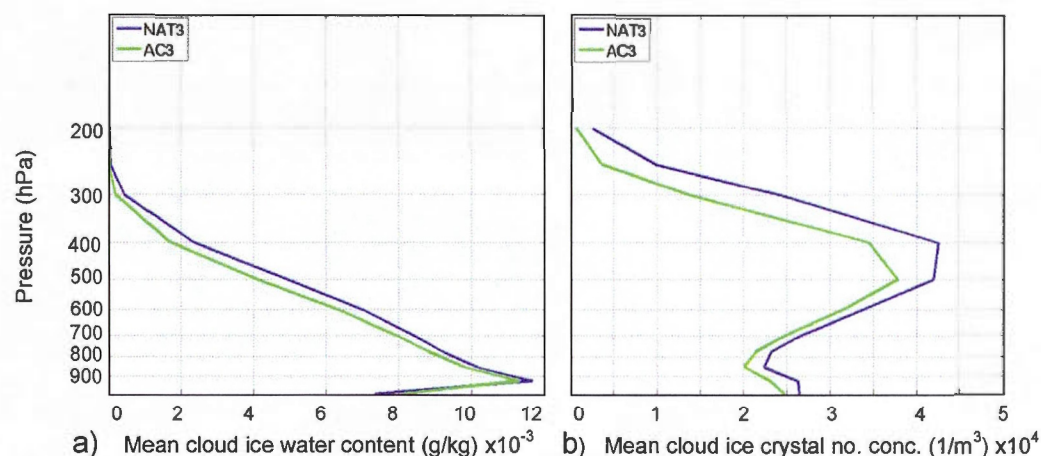 NAT3
AC3
NAT3
AC3
Pressure (hPa)
200
300
400
500
600
700
800
900
0 2 4 6 8 10 12
0 1 2 3 4 5
a) Mean cloud ice water content (g/kg) x10⁻³
b) Mean cloud ice crystal no. conc. (1/m³) x10⁴